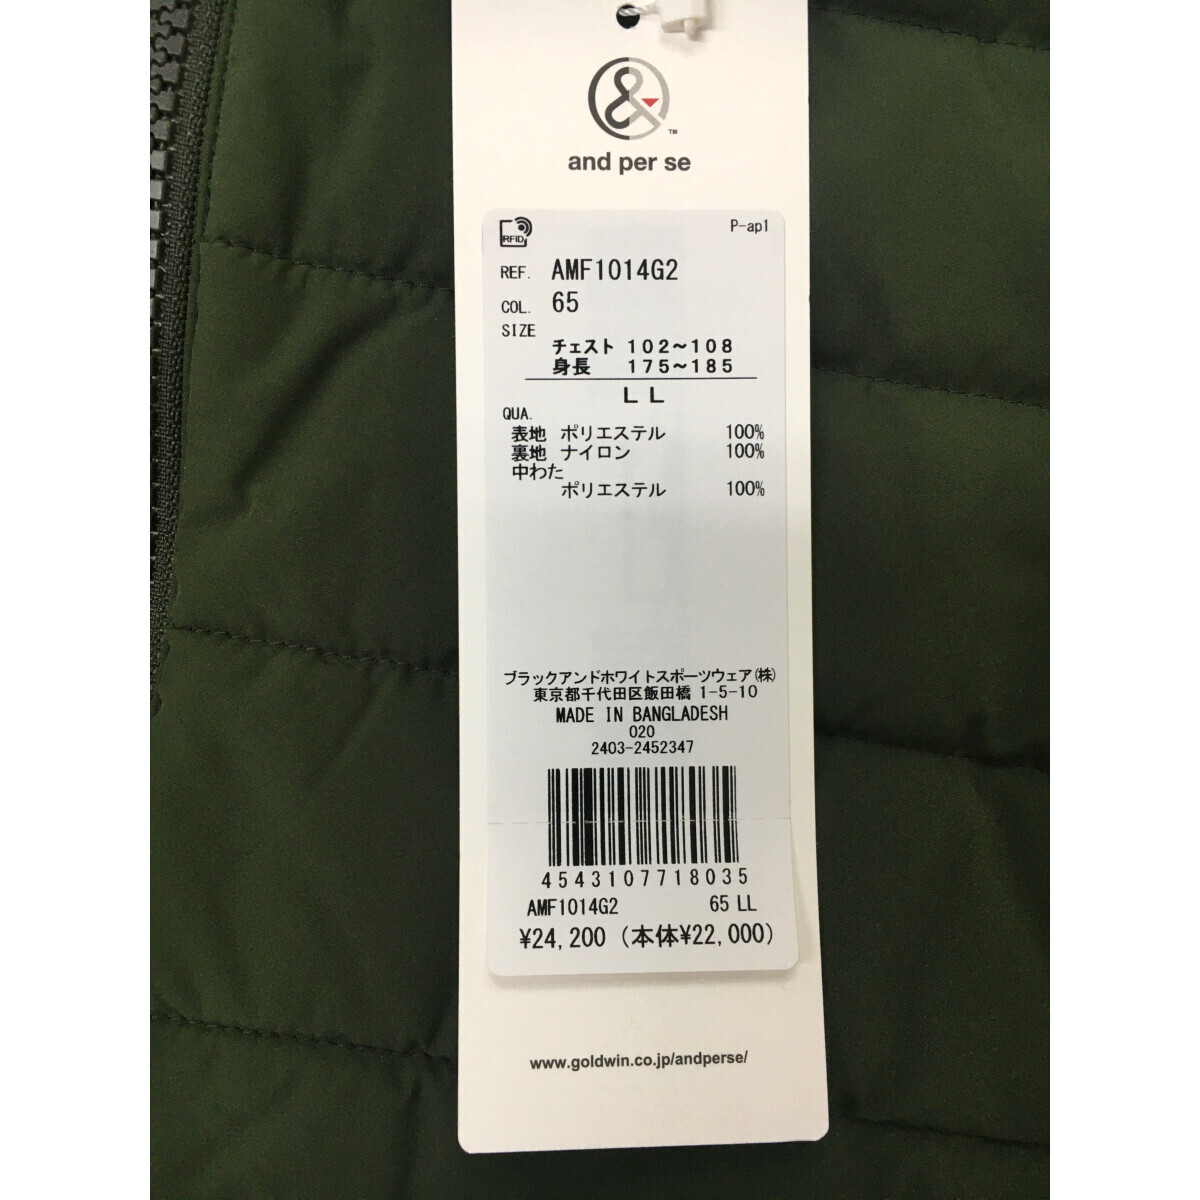 &
TM
and per se
RFID
P-ap1
REF. AMF1014G2
COL. 65
SIZE
チェスト 102～108
身長 175～185
LL
QUA.
表地 ポリエステル 100%
裏地 ナイロン 100%
中わた
ポリエステル 100%
ブラックアンドホワイトスポーツウェア(株)
東京都千代田区飯田橋 1-5-10
MADE IN BANGLADESH
020
2403-2452347
4543107718035
AMF1014G2 65 LL
¥24,200 (本体¥22,000)
www.goldwin.co.jp/andperse/